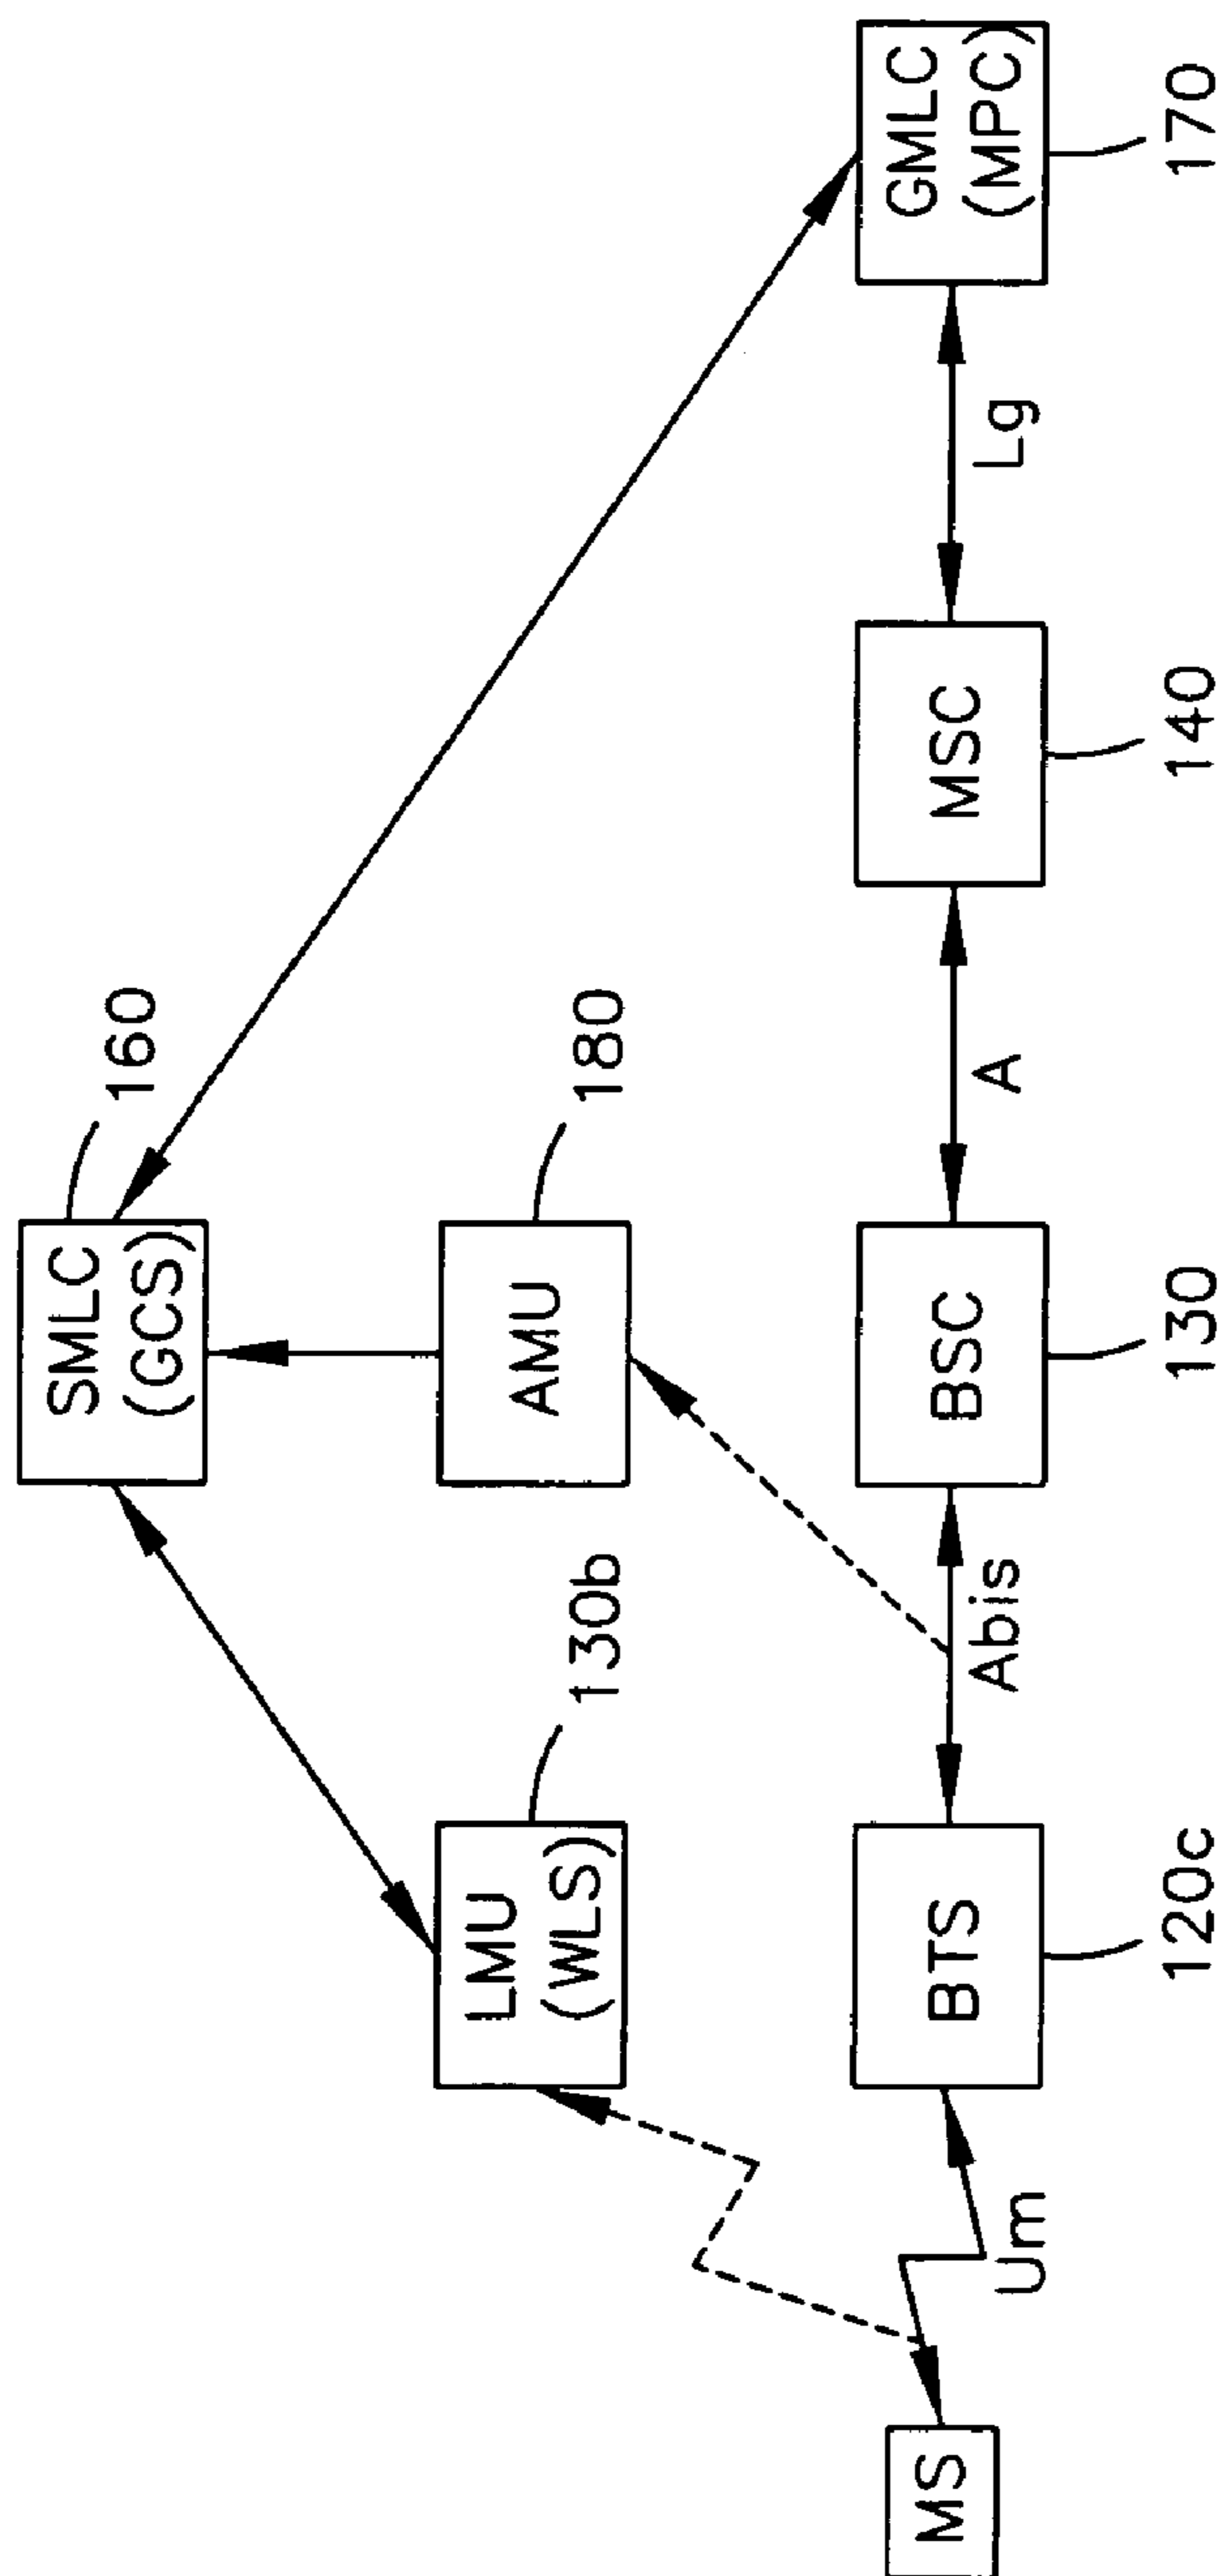 SMLC
(GCS)
160
LMU
(WLS)
130b
AMU
180
MS
Um
BTS
120c
Abis
BSC
130
A
MSC
140
Lg
GMLC
(MPC)
170